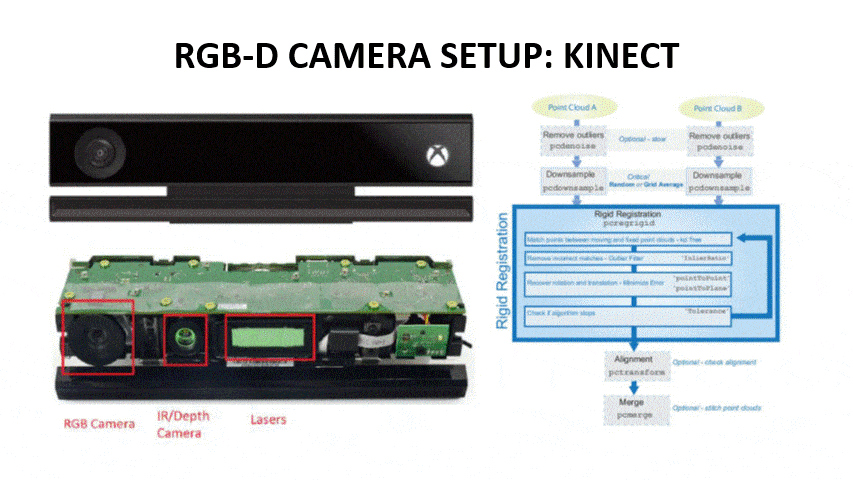 RGB-D CAMERA SETUP: KINECT
RGB Camera
IR/Depth
Camera
Lasers
Point Cloud A
Point Cloud B
Remove outliers
pcdenoise
Optional - slow
Remove outliers
pcdenoise
Downsample
pcdownsample
Critical
Random or Grid Average
Downsample
pcdownsample
Rigid Registration
Rigid Registration
pcregrigid
Match points between moving and fixed point clouds - kd Tree
Remove incorrect matches - Outlier Filter
'InlierRatio'
Recover rotation and translation - Minimize Error
'pointToPoint'
'pointToPlane'
Check if algorithm stops
'Tolerance'
Alignment
pctransform
Optional - check alignment
Merge
pcmerge
Optional - stitch point clouds